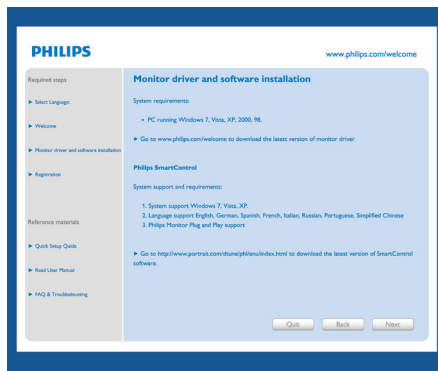 PHILIPS
www.philips.com/welcome
Required steps
► Select Language:
► Welcome
► Monitor driver and software installation
► Registration
Reference materials
► Quick Setup Quide
► Read User Mamual
► FAQ & Troubleshooting
Monitor driver and software installation
System requirements:
• PC running Windows 7, Vista, XP, 2000, 98.
► Go to www.philips.com/welcome to download the latest version of monitor driver
Philips SmartControl
System support and requirements:
1. System support Windows 7, Vista, XP.
2. Language support English, German, Spanish, French, Italian, Russian, Portuguese, Simplified Chinese
3. Philips Monitor Plug and Play support
► Go to http://www.portrait.com/dtune/phl/enu/index.html to download the latest version of SmartControl
software.
Quit
Back
Next